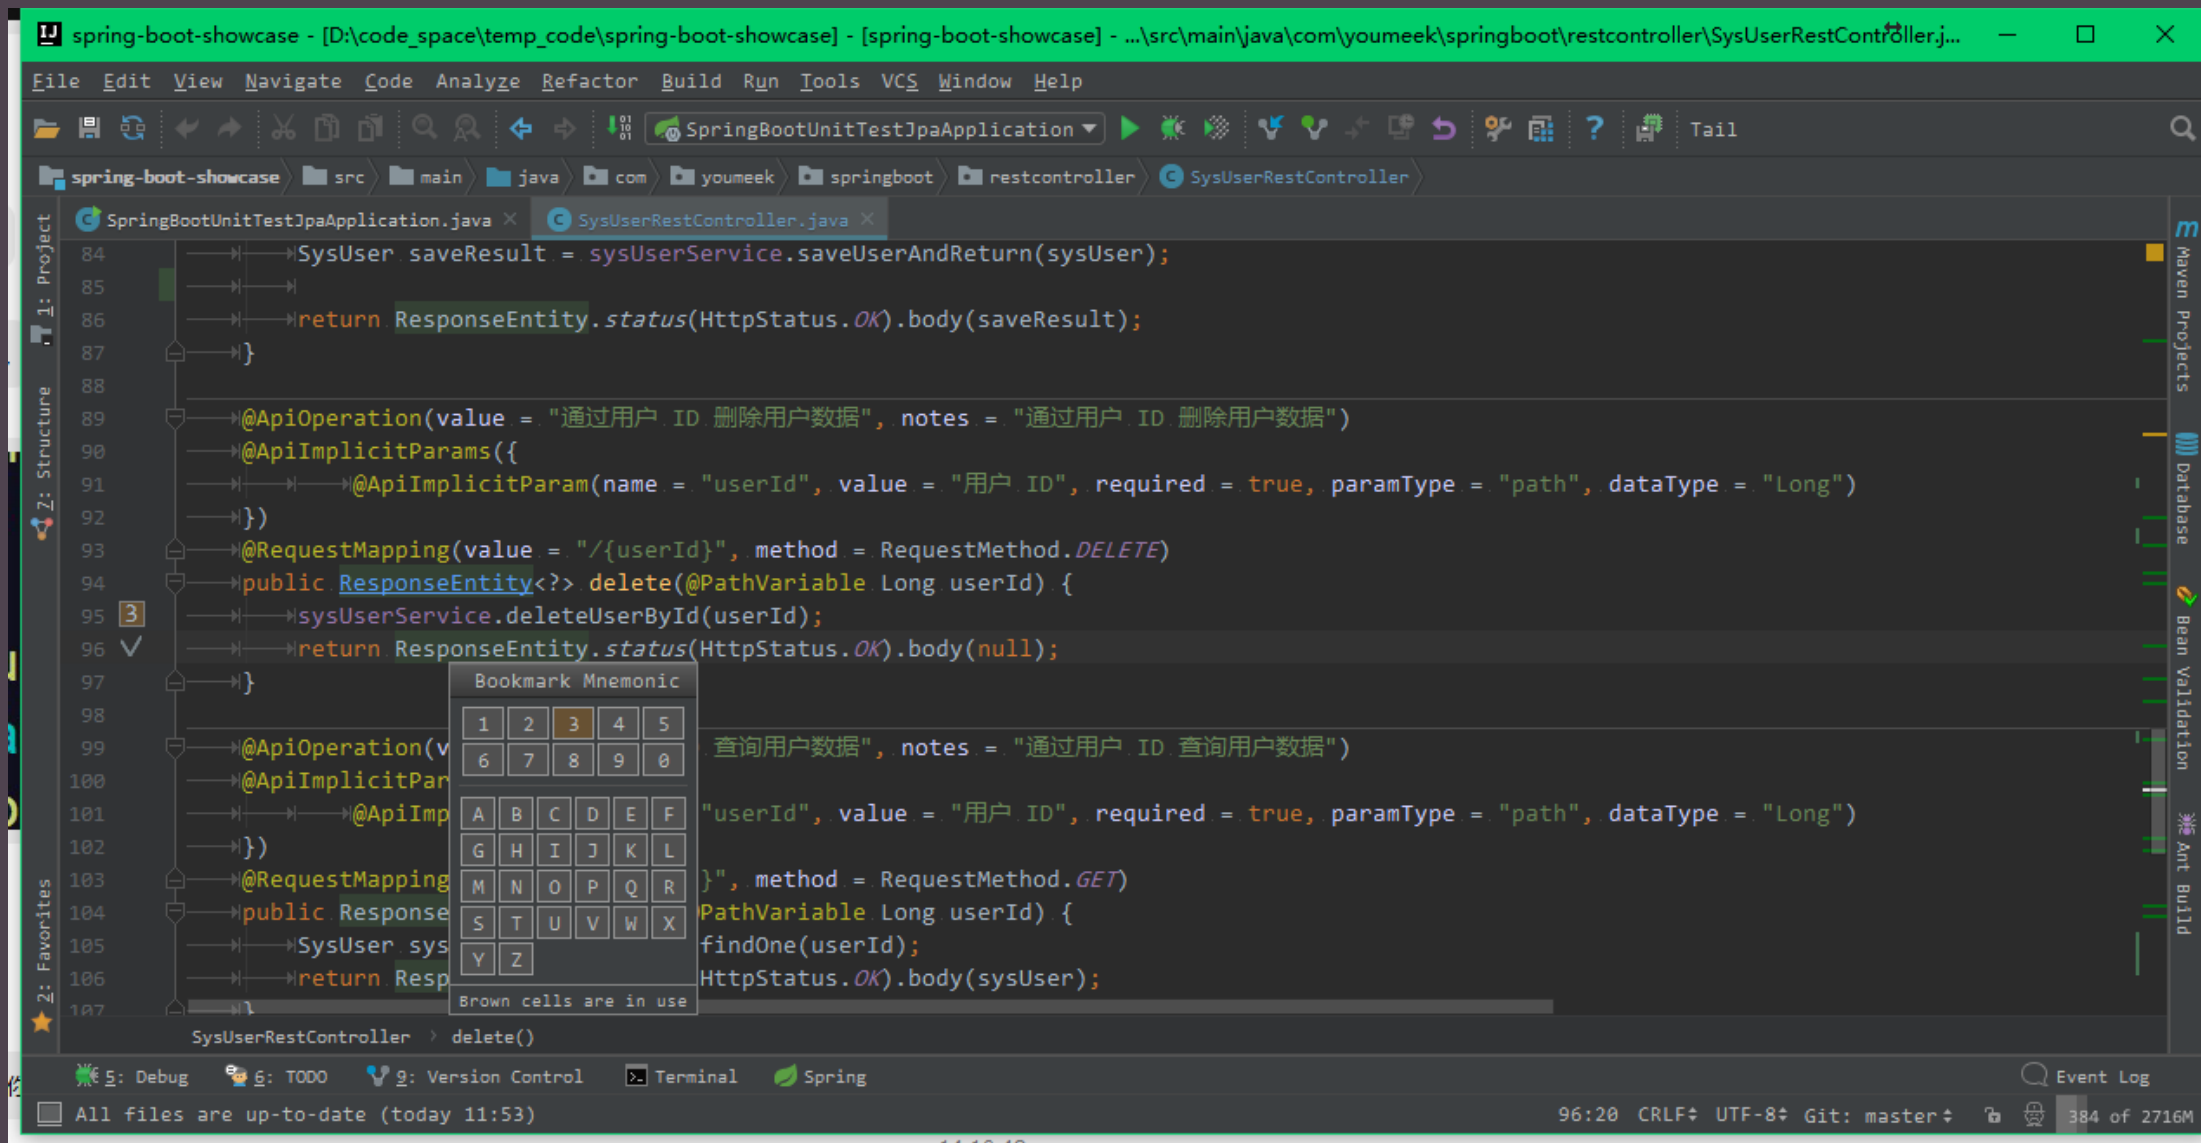 spring-boot-showcase - [D:\code_space\temp_code\spring-boot-showcase] - [spring-boot-showcase] - ...\src\main\java\com\youmeek\springboot\restcontroller\SysUserRestController.j...
File Edit View Navigate Code Analyze Refactor Build Run Tools VCS Window Help
SpringBootUnitTestJpaApplication Tail
spring-boot-showcase src main java com youmeek springboot restcontroller SysUserRestController
SpringBootUnitTestJpaApplication.java SysUserRestController.java
1: Project
7: Structure
2: Favorites
84 SysUser saveResult = sysUserService.saveUserAndReturn(sysUser);
85
86 return ResponseEntity.status(HttpStatus.OK).body(saveResult);
87 }
88
89 @ApiOperation(value = "通过用户 ID 删除用户数据", notes = "通过用户 ID 删除用户数据")
90 @ApiImplicitParams({
91 @ApiImplicitParam(name = "userId", value = "用户 ID", required = true, paramType = "path", dataType = "Long")
92 })
93 @RequestMapping(value = "/{userId}", method = RequestMethod.DELETE)
94 public ResponseEntity<?> delete(@PathVariable Long userId) {
95 3 sysUserService.deleteUserById(userId);
96 return ResponseEntity.status(HttpStatus.OK).body(null);
97 }
98
99 @ApiOperation(v 查询用户数据", notes = "通过用户 ID 查询用户数据")
100 @ApiImplicitPar
101 @ApiImp "userId", value = "用户 ID", required = true, paramType = "path", dataType = "Long")
102 })
103 @RequestMapping }", method = RequestMethod.GET)
104 public Response PathVariable Long userId) {
105 SysUser sys findOne(userId);
106 return Resp HttpStatus.OK).body(sysUser);
107 }
Bookmark Mnemonic
1 2 3 4 5
6 7 8 9 0
A B C D E F
G H I J K L
M N O P Q R
S T U V W X
Y Z
Brown cells are in use
Maven Projects
Database
Bean Validation
Ant Build
SysUserRestController delete()
5: Debug 6: TODO 9: Version Control Terminal Spring Event Log
All files are up-to-date (today 11:53) 96:20 CRLF UTF-8 Git: master 384 of 2716M